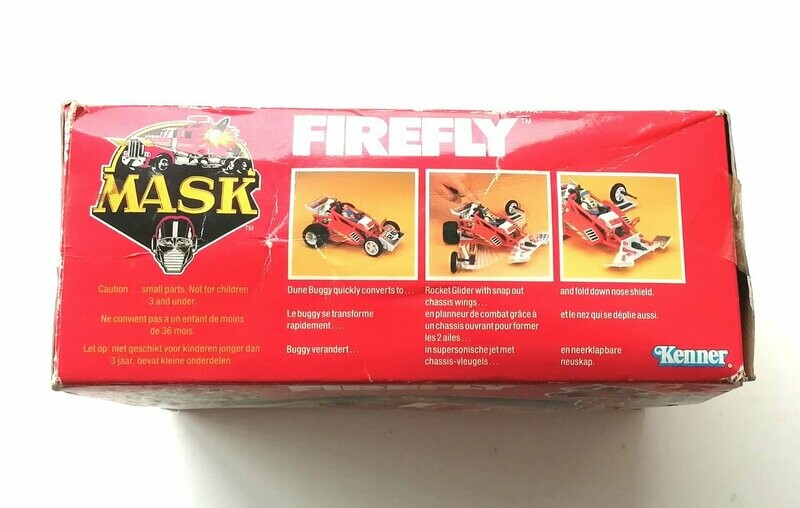 FIREFLY™
MASK
™
Caution small parts. Not for children
3 and under.
Ne convient pas a un enfant de moins
de 36 mois.
Let op: niet geschikt voor kinderen jonger dan
3 jaar, bevat kleine onderdelen.
Dune Buggy quickly converts to...
Le buggy se transforme
rapidement...
Buggy verandert...
Rocket Glider with snap out
chassis wings...
en planneur de combat grâce à
un chassis ouvrant pour former
les 2 ailes...
in supersonische jet met
chassis-vleugels...
and fold down nose shield.
et le nez qui se déplie aussi.
en neerklapbare
neuskap.
Kenner®
FIREFLY